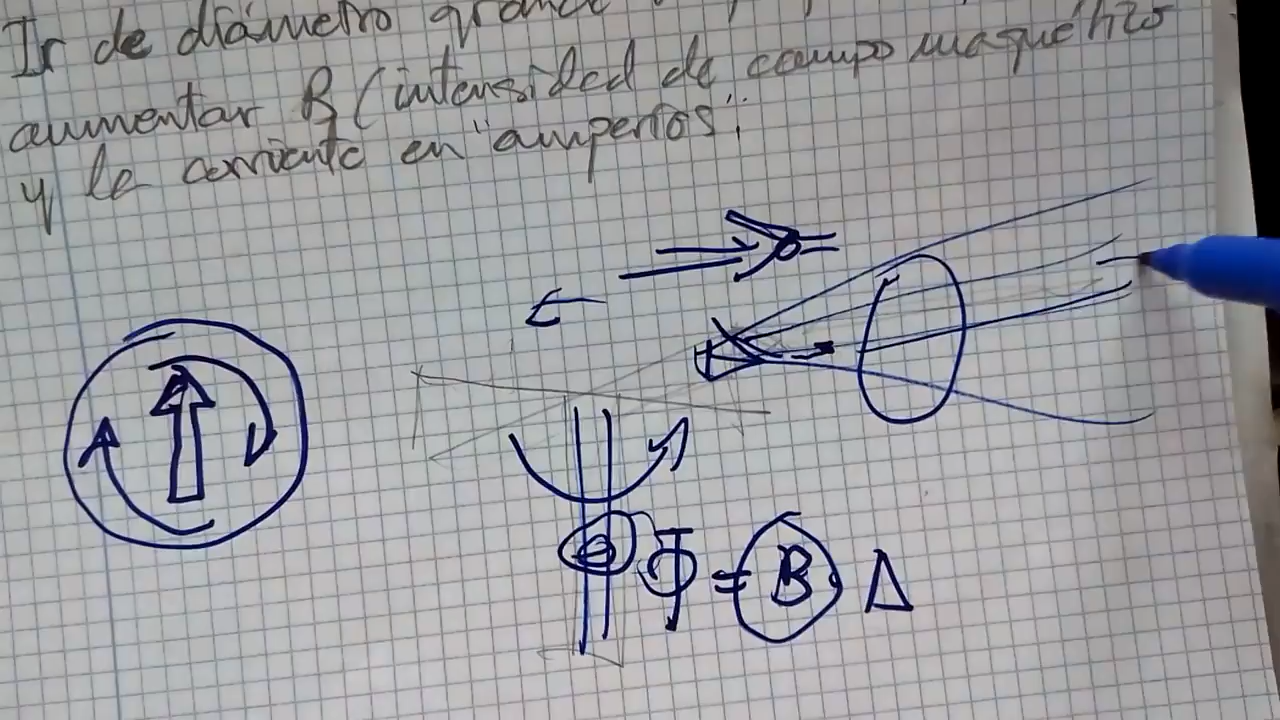 Ir de diámetro grande
aumentar B (intensidad de campo magnético
y la corriente en "amperios".
Φ = B · A